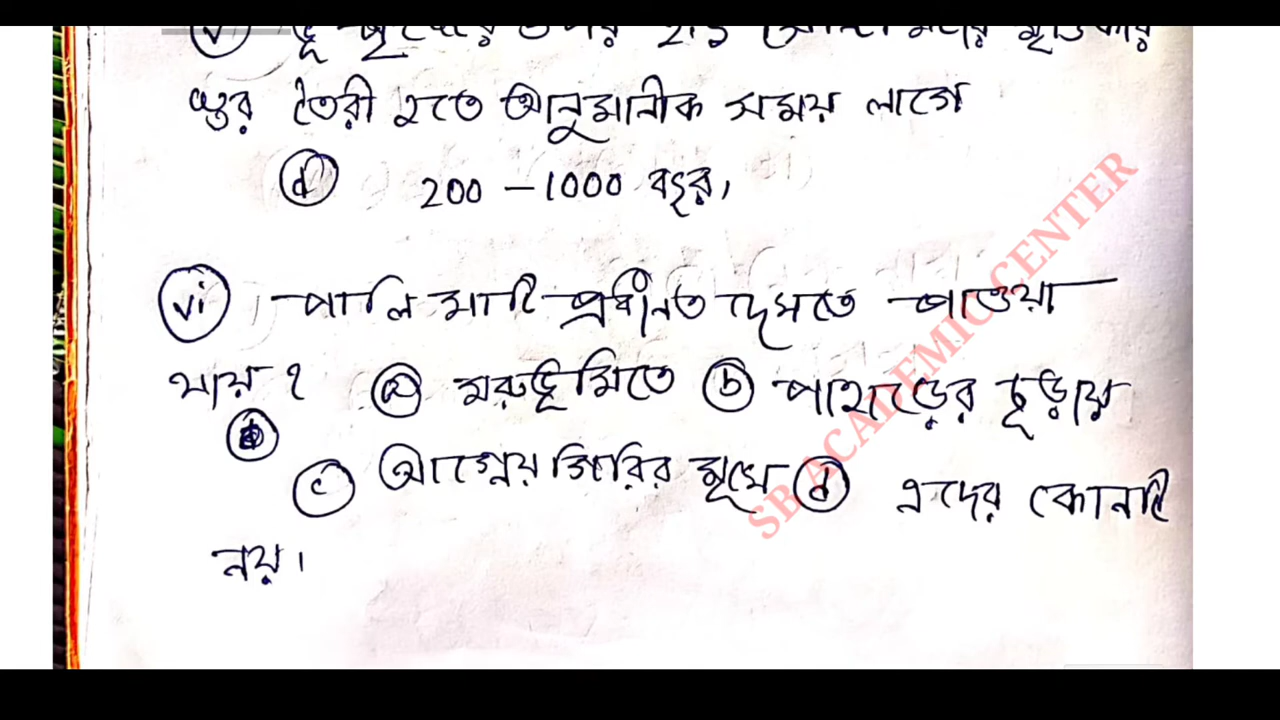 (v) ভূ-পৃষ্ঠের উপর
স্তর তৈরী হতে আনুমানীক সময় লাগে
(d) 200 – 1000 বছর,
(vi) পালি মাটি প্রধানত দেখতে পাওয়া
যায় ? (a) মরুভূমিতে (b) পাহাড়ের চূড়ায়
(c) আগ্নেয়গিরির মুখে (d) এদের কোনটি
নয়।
SB ACADEMIC CENTER